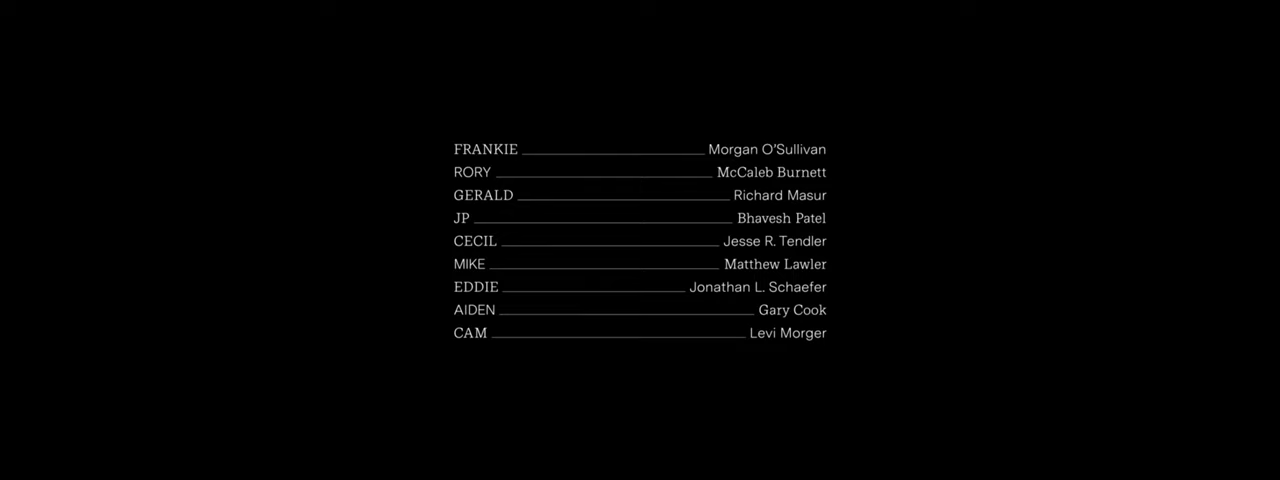 FRANKIE Morgan O'Sullivan
RORY McCaleb Burnett
GERALD Richard Masur
JP Bhavesh Patel
CECIL Jesse R. Tendler
MIKE Matthew Lawler
EDDIE Jonathan L. Schaefer
AIDEN Gary Cook
CAM Levi Morger